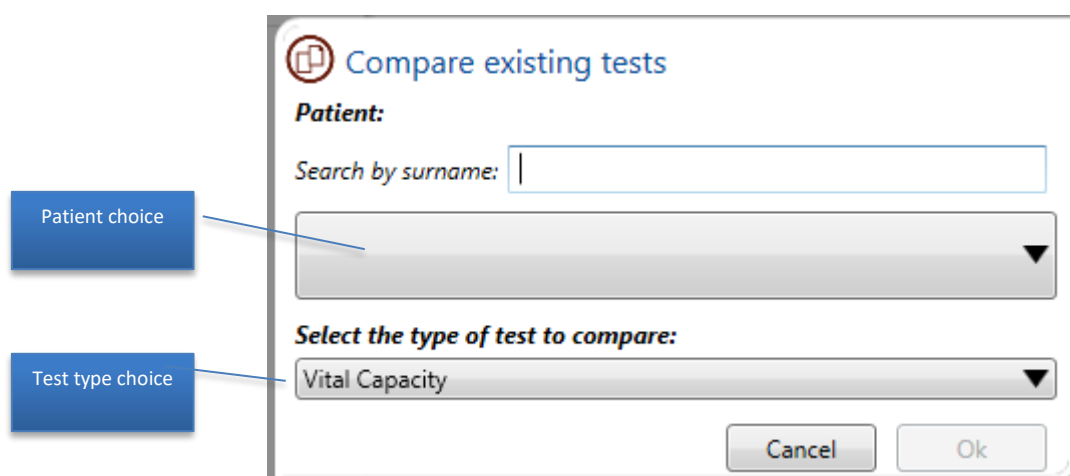 Compare existing tests
Patient:
Search by surname:
Patient choice
Select the type of test to compare:
Test type choice
Vital Capacity
Cancel
Ok